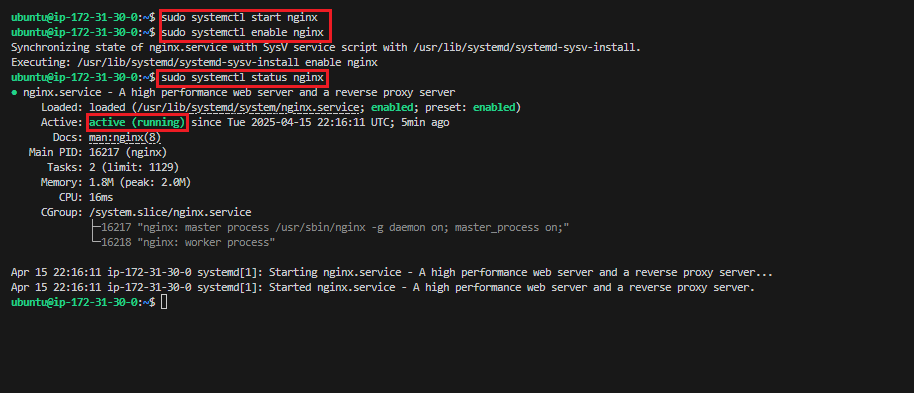 ubuntu@ip-172-31-30-0:~$ sudo systemctl start nginx
ubuntu@ip-172-31-30-0:~$ sudo systemctl enable nginx
Synchronizing state of nginx.service with SysV service script with /usr/lib/systemd/systemd-sysv-install.
Executing: /usr/lib/systemd/systemd-sysv-install enable nginx
ubuntu@ip-172-31-30-0:~$ sudo systemctl status nginx
● nginx.service - A high performance web server and a reverse proxy server
Loaded: loaded (/usr/lib/systemd/system/nginx.service; enabled; preset: enabled)
Active: active (running) since Tue 2025-04-15 22:16:11 UTC; 5min ago
Docs: man:nginx(8)
Main PID: 16217 (nginx)
Tasks: 2 (limit: 1129)
Memory: 1.8M (peak: 2.0M)
CPU: 16ms
CGroup: /system.slice/nginx.service
├─16217 "nginx: master process /usr/sbin/nginx -g daemon on; master_process on;"
└─16218 "nginx: worker process"
Apr 15 22:16:11 ip-172-31-30-0 systemd[1]: Starting nginx.service - A high performance web server and a reverse proxy server...
Apr 15 22:16:11 ip-172-31-30-0 systemd[1]: Started nginx.service - A high performance web server and a reverse proxy server.
ubuntu@ip-172-31-30-0:~$